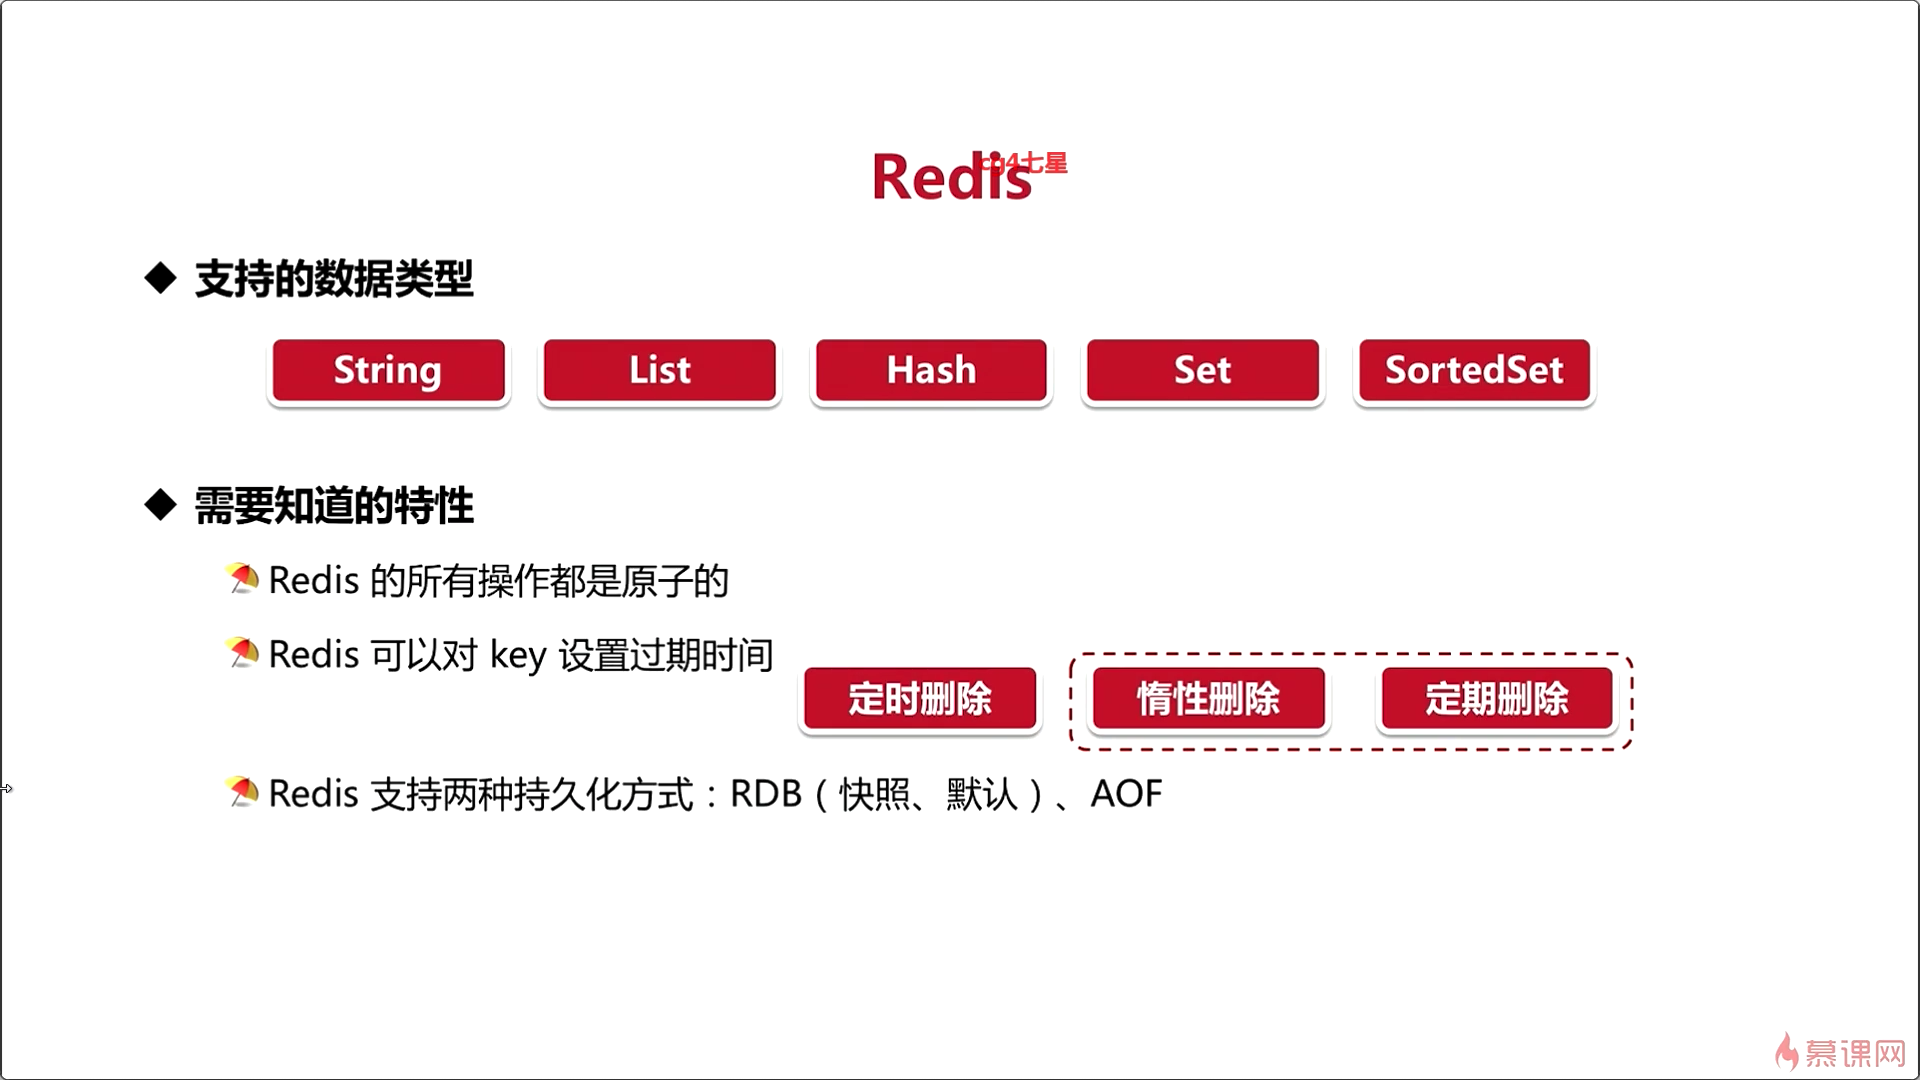 Redis
cg4七星
◆ 支持的数据类型
String List Hash Set SortedSet
◆ 需要知道的特性
Redis 的所有操作都是原子的
Redis 可以对 key 设置过期时间
定时删除 惰性删除 定期删除
Redis 支持两种持久化方式：RDB（快照、默认）、AOF
慕课网